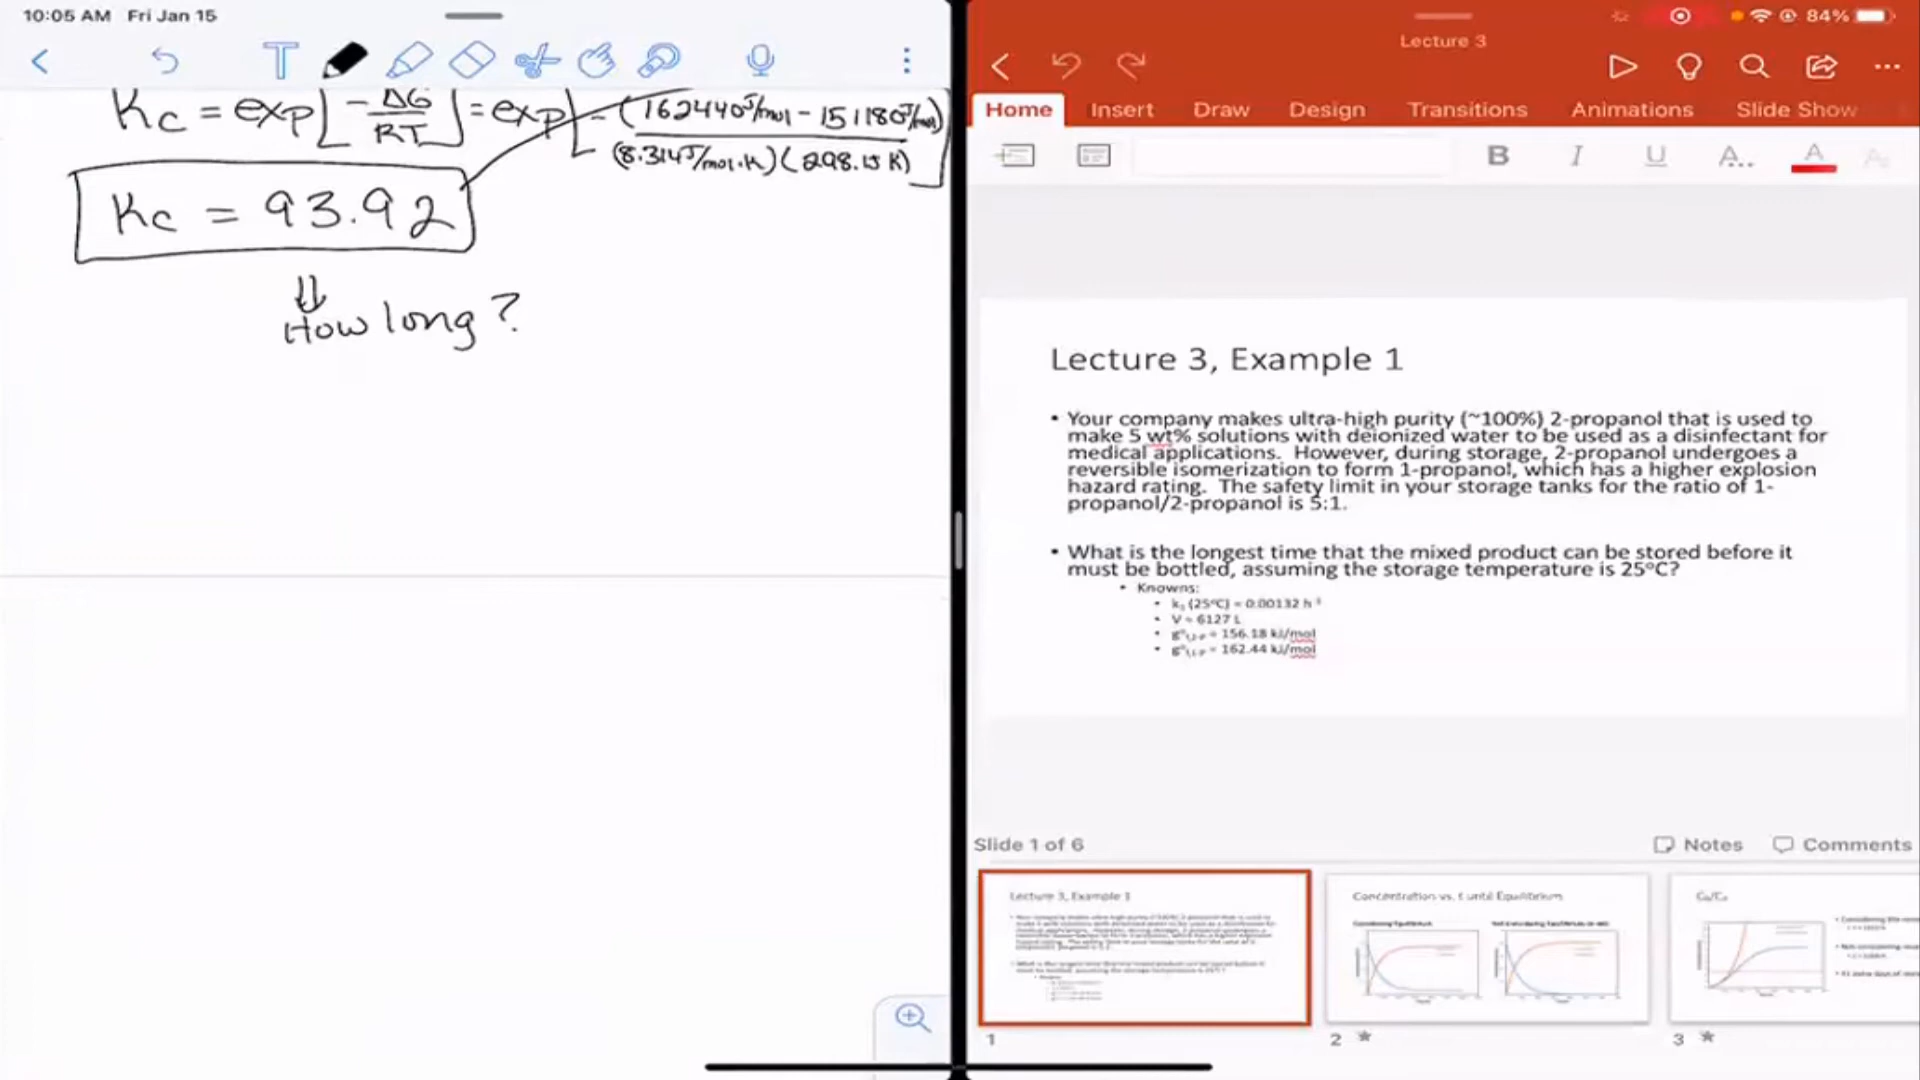 10:05 AM Fri Jan 15
T
Kc = exp[-ΔG/RT] = exp[-(162440 J/mol - 151180 J/mol)/(8.314 J/mol·K)(298.15 K)]
Kc = 93.92
⇓
How long?
84%
Lecture 3
Home Insert Draw Design Transitions Animations Slide Show
B I U A.. A
Lecture 3, Example 1
• Your company makes ultra-high purity (~100%) 2-propanol that is used to
make 5 wt% solutions with deionized water to be used as a disinfectant for
medical applications. However, during storage, 2-propanol undergoes a
reversible isomerization to form 1-propanol, which has a higher explosion
hazard rating. The safety limit in your storage tanks for the ratio of 1-
propanol/2-propanol is 5:1.
• What is the longest time that the mixed product can be stored before it
must be bottled, assuming the storage temperature is 25°C?
• Knowns:
• k₁ (25°C) = 0.00132 h⁻¹
• V = 6127 L
= 156.18 kJ/mol
= 162.44 kJ/mol
Slide 1 of 6
Notes Comments
Lecture 3, Example 1
Concentration vs. t until Equilibrium
1
2
3